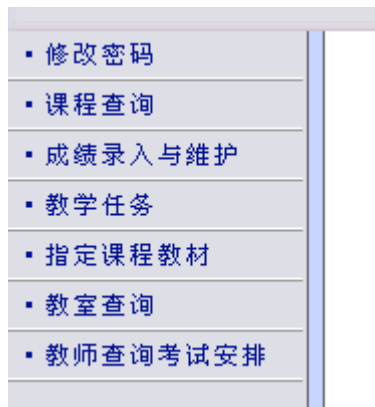 ▪修改密码
▪课程查询
▪成绩录入与维护
▪教学任务
▪指定课程教材
▪教室查询
▪教师查询考试安排